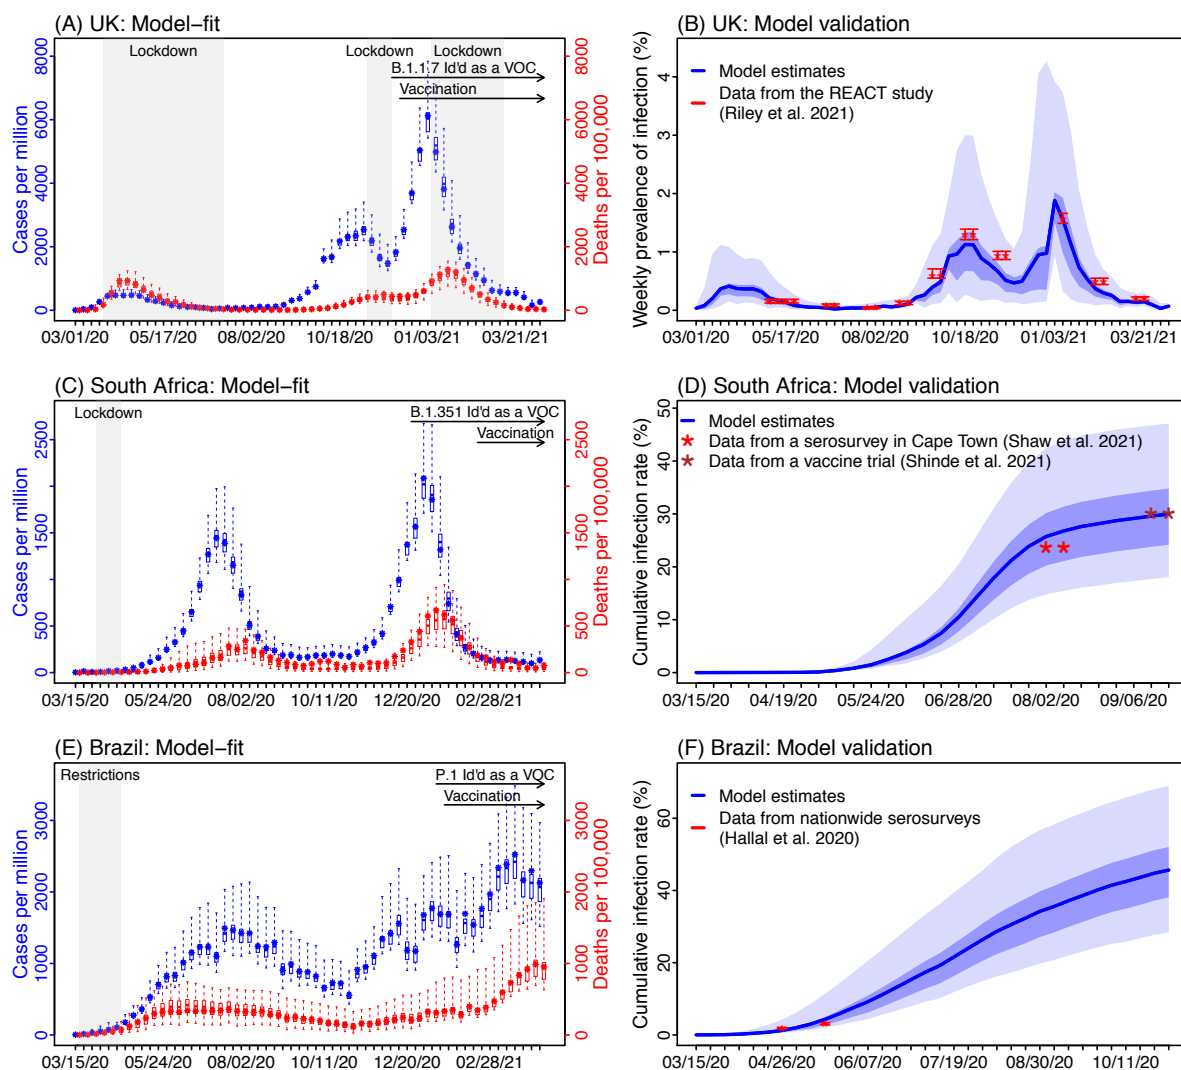 (A) UK: Model−fit
Lockdown
Lockdown
Lockdown
B.1.1.7 Id'd as a VOC
Vaccination
Cases per million
0
2000
4000
6000
8000
Deaths per 100,000
0
2000
4000
6000
8000
03/01/20 05/17/20 08/02/20 10/18/20 01/03/21 03/21/21
(B) UK: Model validation
Model estimates
Data from the REACT study
(Riley et al. 2021)
Weekly prevalence of infection (%)
0
1
2
3
4
03/01/20 05/17/20 08/02/20 10/18/20 01/03/21 03/21/21
(C) South Africa: Model−fit
Lockdown
B.1.351 Id'd as a VOC
Vaccination
Cases per million
0
500
1500
2500
Deaths per 100,000
0
500
1500
2500
03/15/20 05/24/20 08/02/20 10/11/20 12/20/20 02/28/21
(D) South Africa: Model validation
Model estimates
Data from a serosurvey in Cape Town (Shaw et al. 2021)
Data from a vaccine trial (Shinde et al. 2021)
Cumulative infection rate (%)
0
10
20
30
40
50
03/15/20 04/19/20 05/24/20 06/28/20 08/02/20 09/06/20
(E) Brazil: Model−fit
Restrictions
P.1 Id'd as a VOC
Vaccination
Cases per million
0
1000
2000
3000
Deaths per 100,000
0
1000
2000
3000
03/15/20 05/24/20 08/02/20 10/11/20 12/20/20 02/28/21
(F) Brazil: Model validation
Model estimates
Data from nationwide serosurveys
(Hallal et al. 2020)
Cumulative infection rate (%)
0
20
40
60
03/15/20 04/26/20 06/07/20 07/19/20 08/30/20 10/11/20